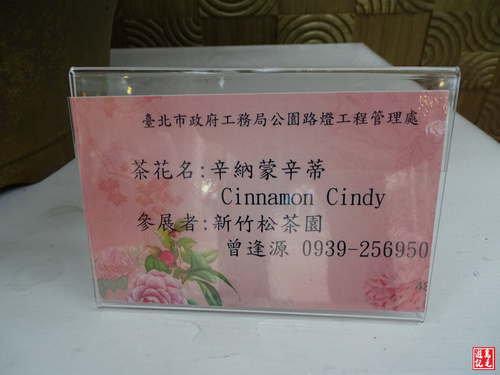 臺北市政府工務局公園路燈工程管理處
茶花名:辛納蒙辛蒂
Cinnamon Cindy
參展者:新竹松茶園
曾逢源 0939-256950
48